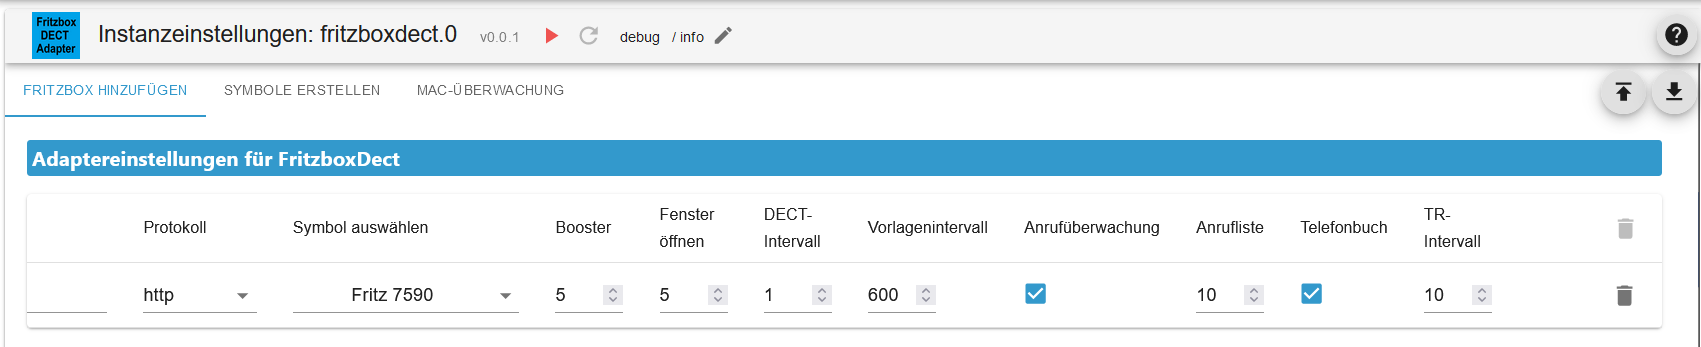 Fritzbox
DECT
Adapter
Instanzeinstellungen: fritzboxdect.0 v0.0.1 debug / info
FRITZBOX HINZUFÜGEN SYMBOLE ERSTELLEN MAC-ÜBERWACHUNG
Adaptereinstellungen für FritzboxDect
Protokoll Symbol auswählen Booster Fenster öffnen DECT-Intervall Vorlagenintervall Anrufüberwachung Anrufliste Telefonbuch TR-Intervall
http Fritz 7590 5 5 1 600 10 10